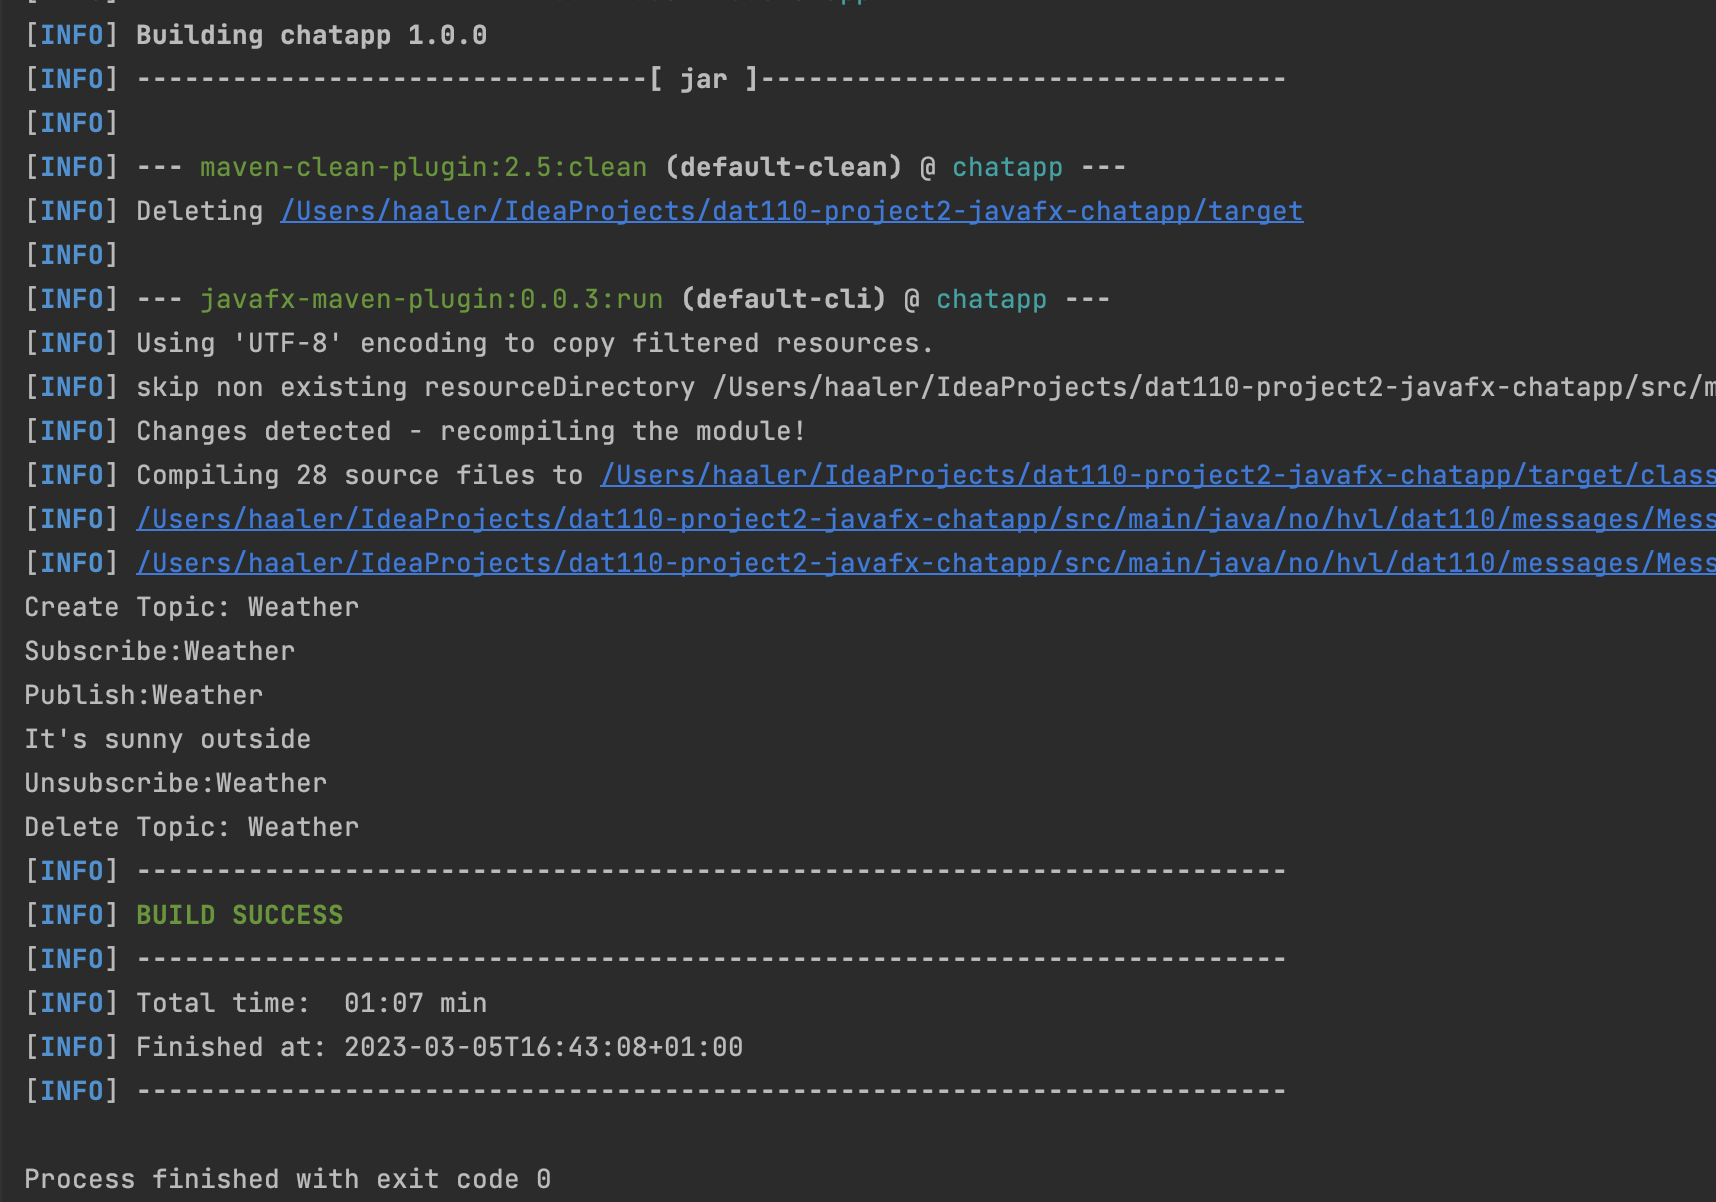 [INFO] Building chatapp 1.0.0
[INFO] --------------------------------[ jar ]---------------------------------
[INFO]
[INFO] --- maven-clean-plugin:2.5:clean (default-clean) @ chatapp ---
[INFO] Deleting /Users/haaler/IdeaProjects/dat110-project2-javafx-chatapp/target
[INFO]
[INFO] --- javafx-maven-plugin:0.0.3:run (default-cli) @ chatapp ---
[INFO] Using 'UTF-8' encoding to copy filtered resources.
[INFO] skip non existing resourceDirectory /Users/haaler/IdeaProjects/dat110-project2-javafx-chatapp/src/m
[INFO] Changes detected - recompiling the module!
[INFO] Compiling 28 source files to /Users/haaler/IdeaProjects/dat110-project2-javafx-chatapp/target/class
[INFO] /Users/haaler/IdeaProjects/dat110-project2-javafx-chatapp/src/main/java/no/hvl/dat110/messages/Mess
[INFO] /Users/haaler/IdeaProjects/dat110-project2-javafx-chatapp/src/main/java/no/hvl/dat110/messages/Mess
Create Topic: Weather
Subscribe:Weather
Publish:Weather
It's sunny outside
Unsubscribe:Weather
Delete Topic: Weather
[INFO] ------------------------------------------------------------------------
[INFO] BUILD SUCCESS
[INFO] ------------------------------------------------------------------------
[INFO] Total time:  01:07 min
[INFO] Finished at: 2023-03-05T16:43:08+01:00
[INFO] ------------------------------------------------------------------------
Process finished with exit code 0